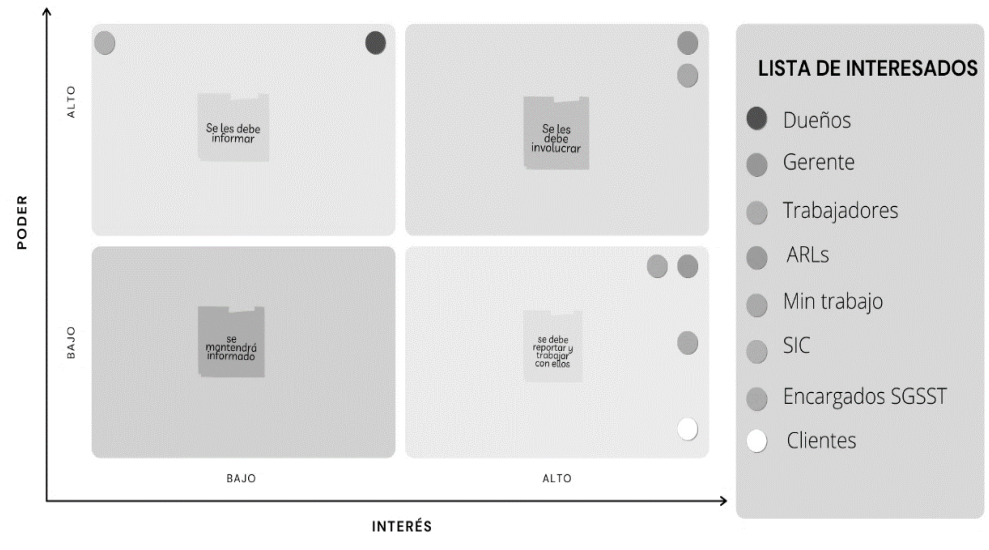 PODER
ALTO
BAJO
Se les debe
informar
Se les
debe
involucrar
se
mantendrá
informado
se debe
reportar y
trabajar
con ellos
BAJO
ALTO
INTERÉS
LISTA DE INTERESADOS
Dueños
Gerente
Trabajadores
ARLs
Min trabajo
SIC
Encargados SGSST
Clientes